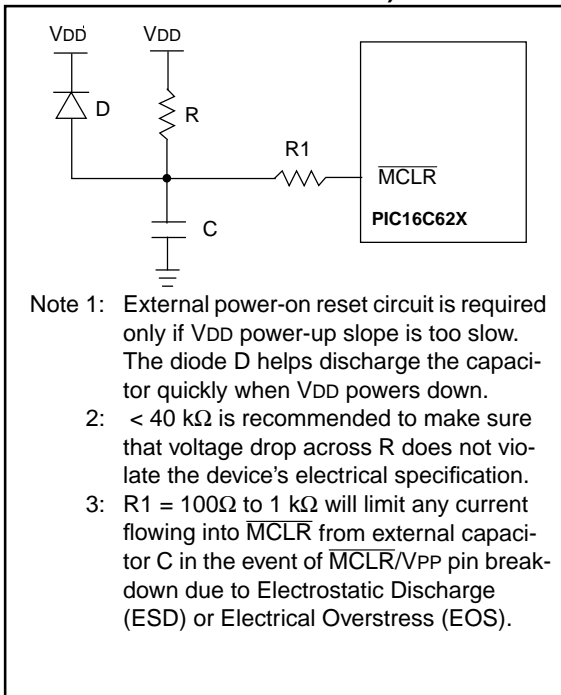 VDD VDD
D
R
R1
MCLR
PIC16C62X
C
Note 1: External power-on reset circuit is required
only if VDD power-up slope is too slow.
The diode D helps discharge the capaci-
tor quickly when VDD powers down.
2: < 40 kΩ is recommended to make sure
that voltage drop across R does not vio-
late the device's electrical specification.
3: R1 = 100Ω to 1 kΩ will limit any current
flowing into MCLR from external capaci-
tor C in the event of MCLR/VPP pin break-
down due to Electrostatic Discharge
(ESD) or Electrical Overstress (EOS).